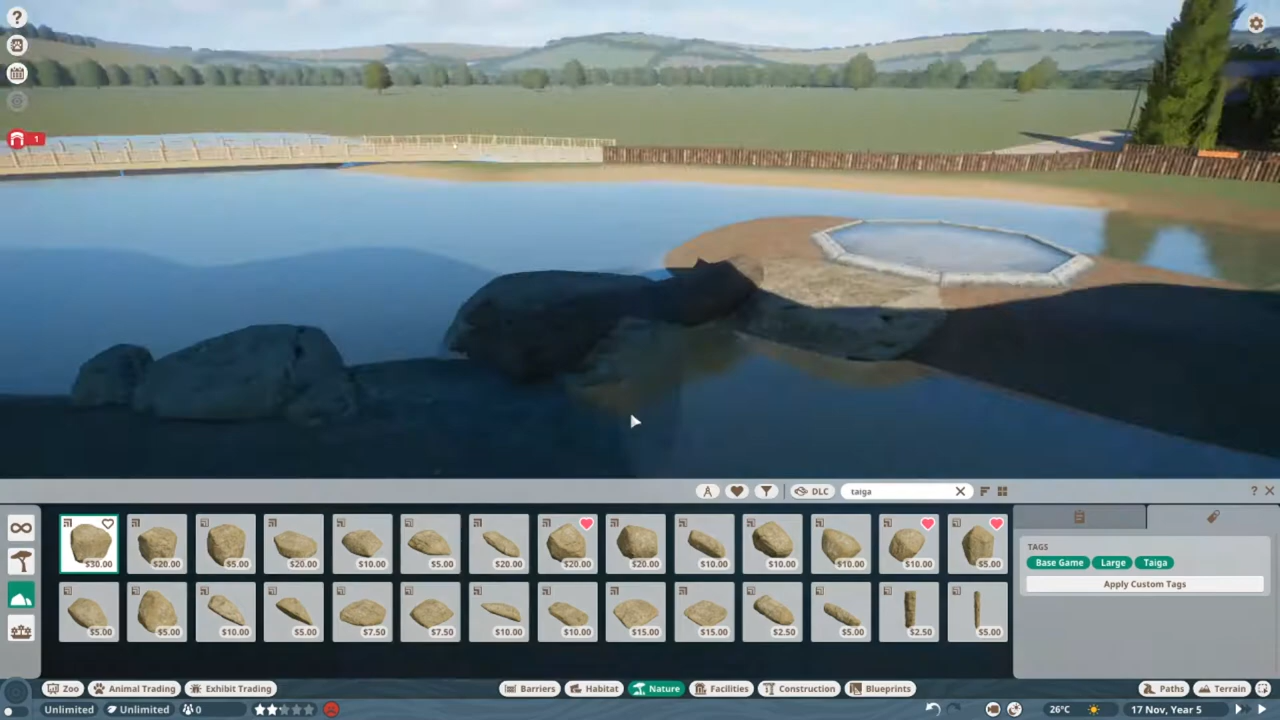 ?
1
DLC
taiga
?
$30.00 $20.00 $5.00 $20.00 $10.00 $5.00 $20.00 $20.00 $20.00 $10.00 $10.00 $10.00 $10.00 $5.00
TAGS
Base Game Large Taiga
Apply Custom Tags
$5.00 $5.00 $10.00 $5.00 $7.50 $7.50 $10.00 $10.00 $15.00 $15.00 $2.50 $5.00 $2.50 $5.00
Zoo Animal Trading Exhibit Trading Barriers Habitat Nature Facilities Construction Blueprints Paths Terrain
Unlimited Unlimited 0 26°C 17 Nov, Year 5